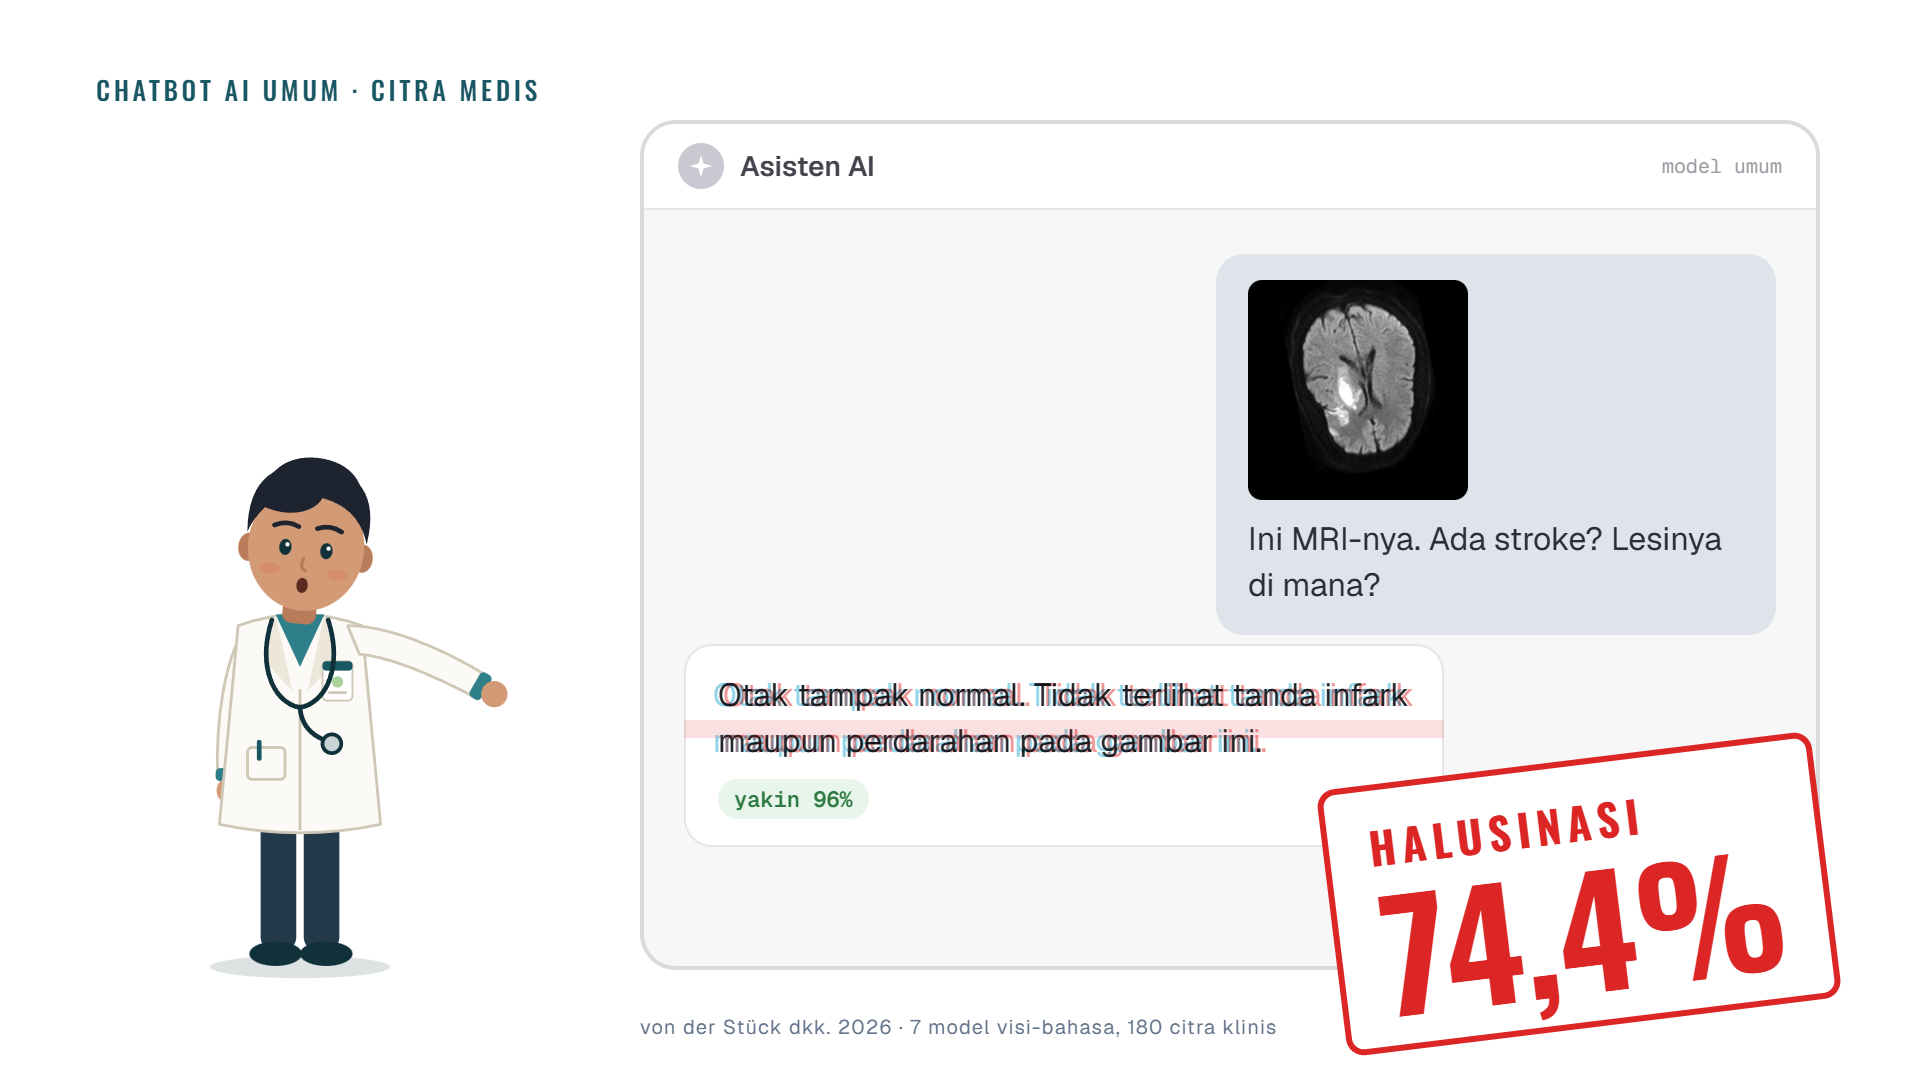 CHATBOT AI UMUM · CITRA MEDIS
Asisten AI
model umum
Ini MRI-nya. Ada stroke? Lesinya
di mana?
Otak tampak normal. Tidak terlihat tanda infark
maupun perdarahan pada gambar ini.
yakin 96%
HALUSINASI
74,4%
von der Stück dkk. 2026 · 7 model visi-bahasa, 180 citra klinis